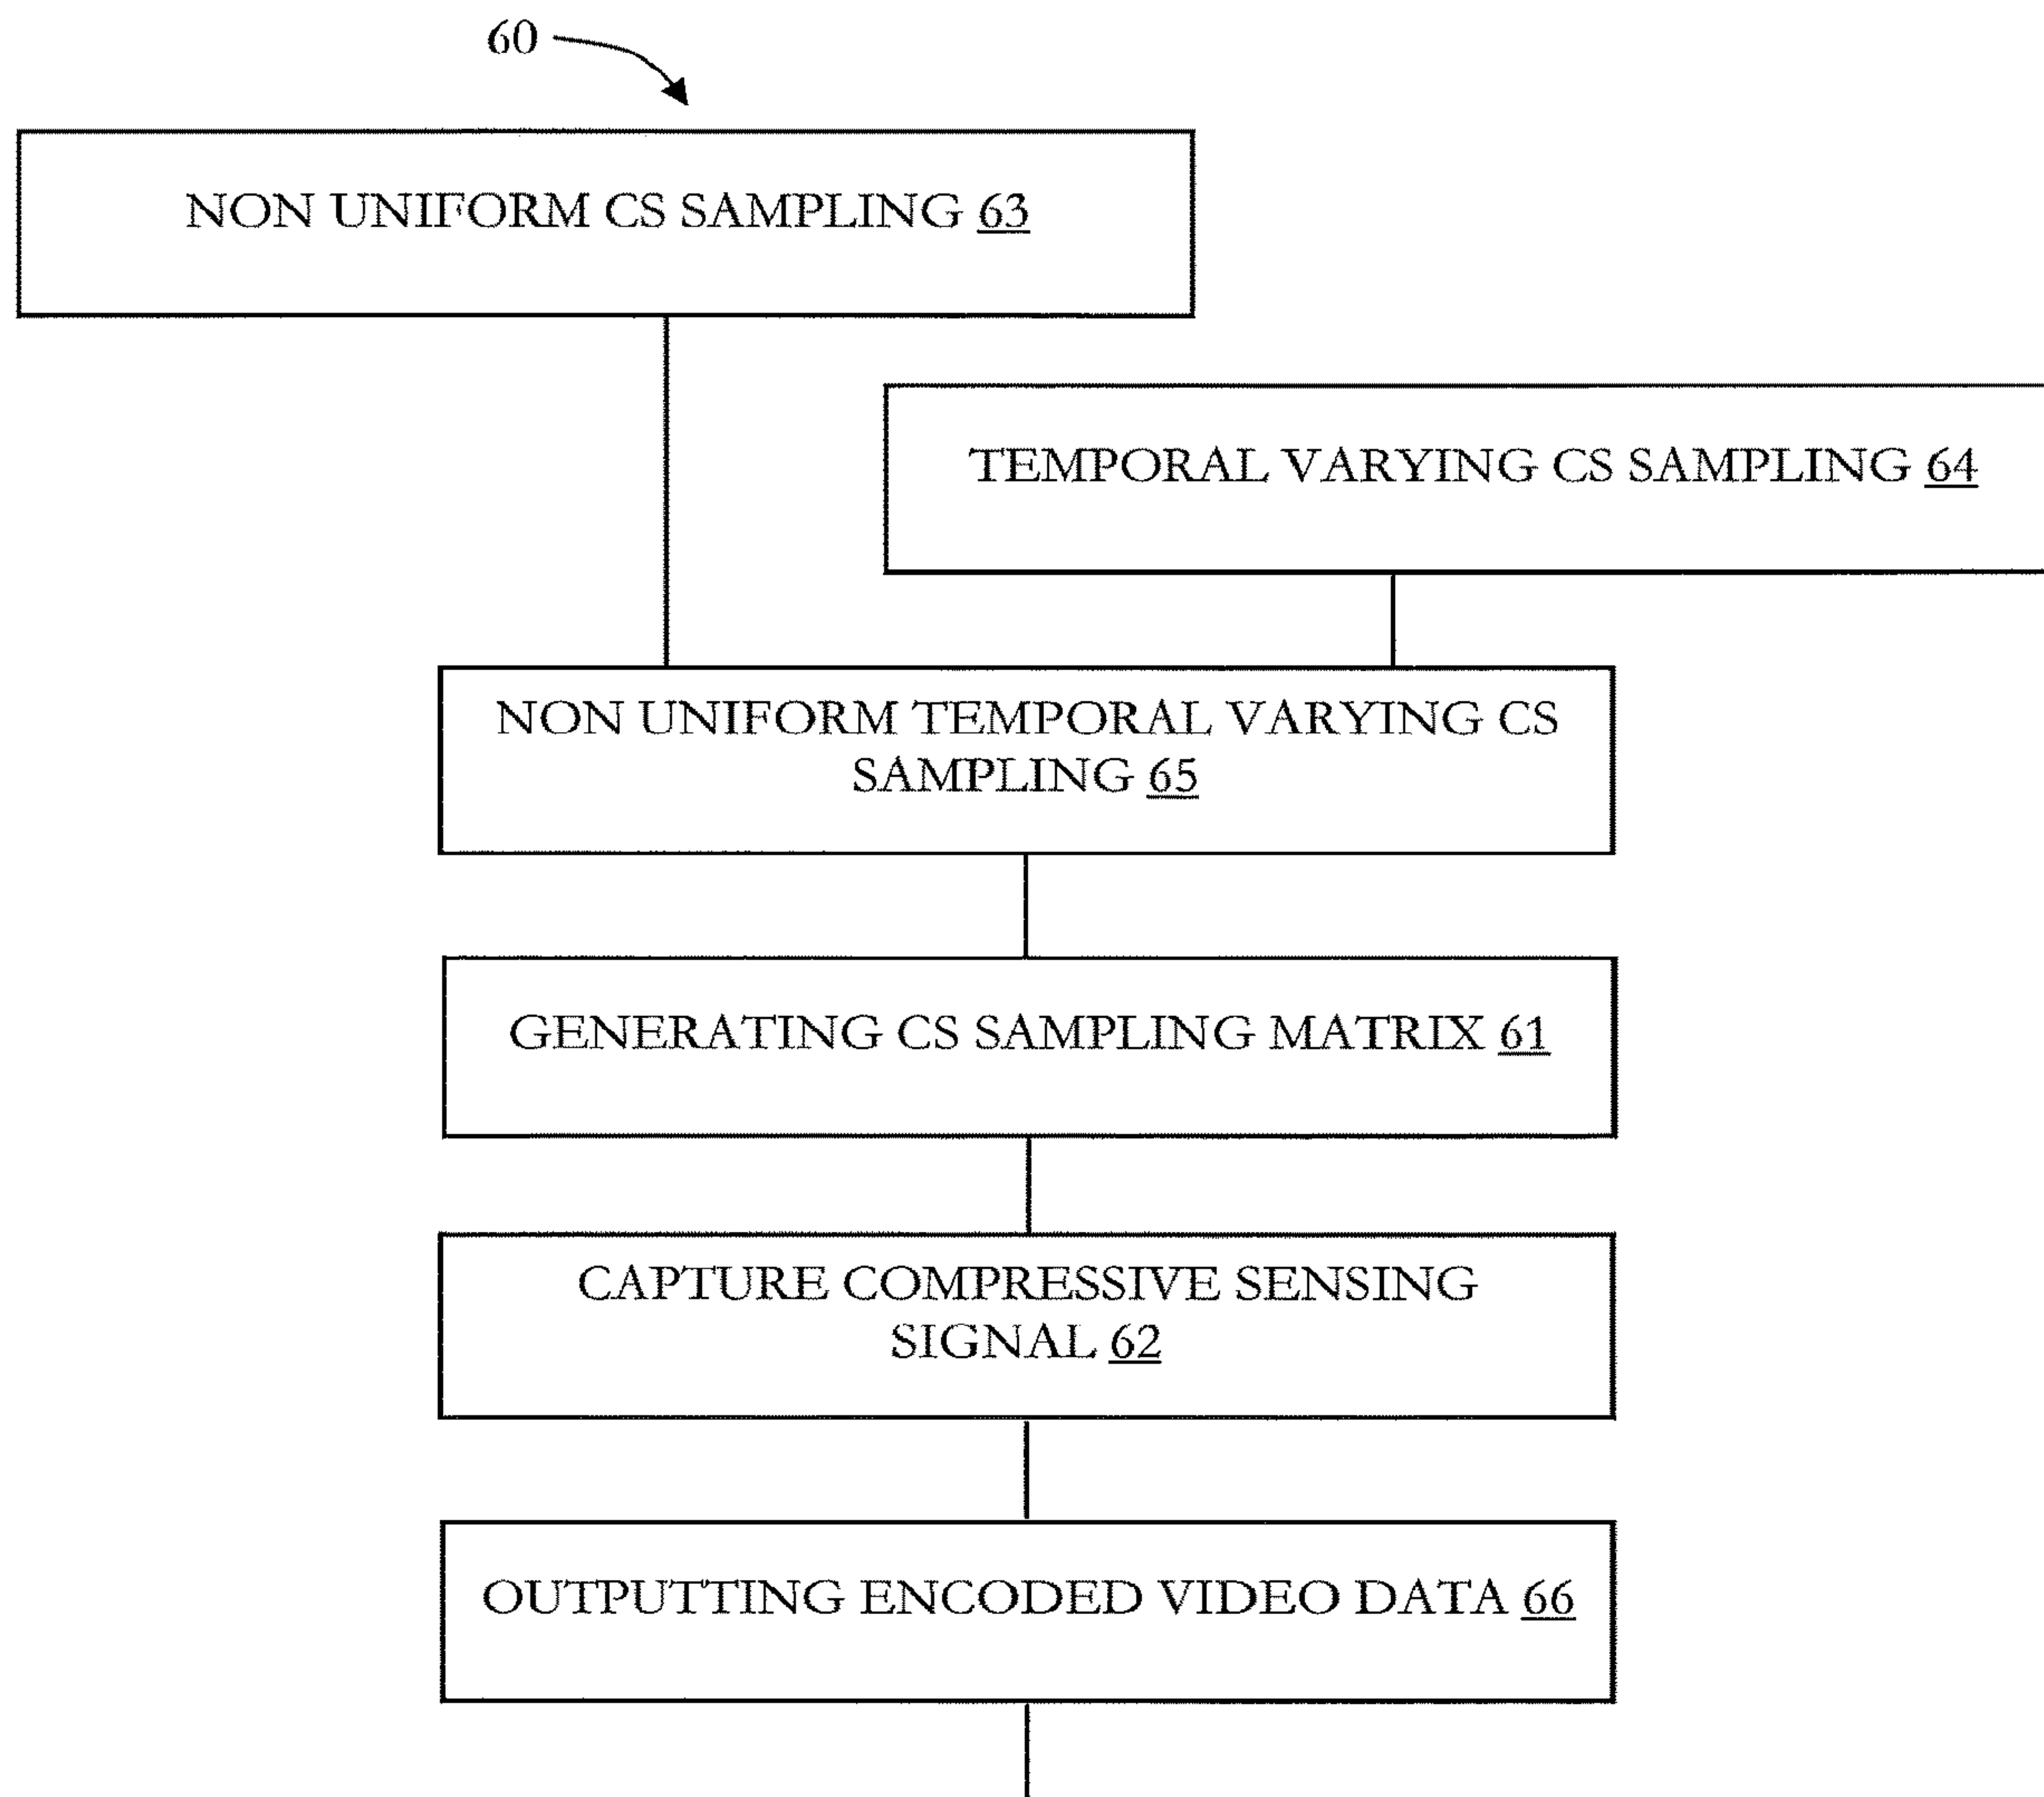 60
NON UNIFORM CS SAMPLING 63
TEMPORAL VARYING CS SAMPLING 64
NON UNIFORM TEMPORAL VARYING CS
SAMPLING 65
GENERATING CS SAMPLING MATRIX 61
CAPTURE COMPRESSIVE SENSING
SIGNAL 62
OUTPUTTING ENCODED VIDEO DATA 66